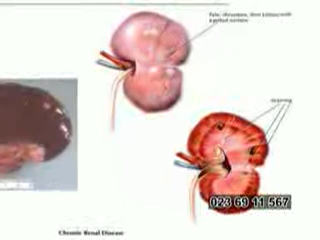 Pale, shrunken, firm kidney with
a pitted surface
Scarring
023 69 11 567
Chronic Renal Disease